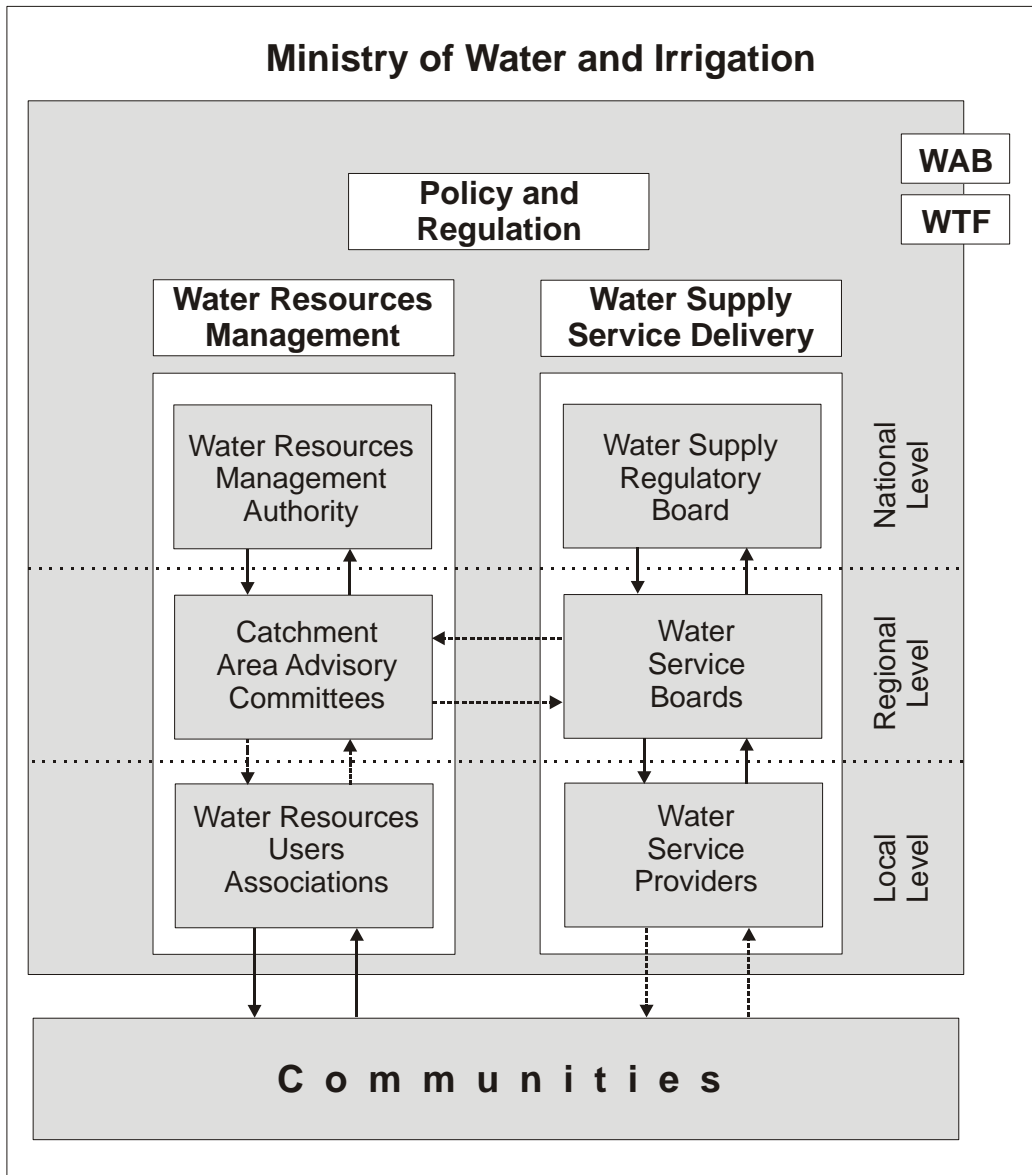 Ministry of Water and Irrigation
WAB
WTF
Policy and
Regulation
Water Resources
Management
Water Supply
Service Delivery
Water Resources
Management
Authority
Water Supply
Regulatory
Board
National
Level
Catchment
Area Advisory
Committees
Water
Service
Boards
Regional
Level
Water Resources
Users
Associations
Water
Service
Providers
Local
Level
Communities